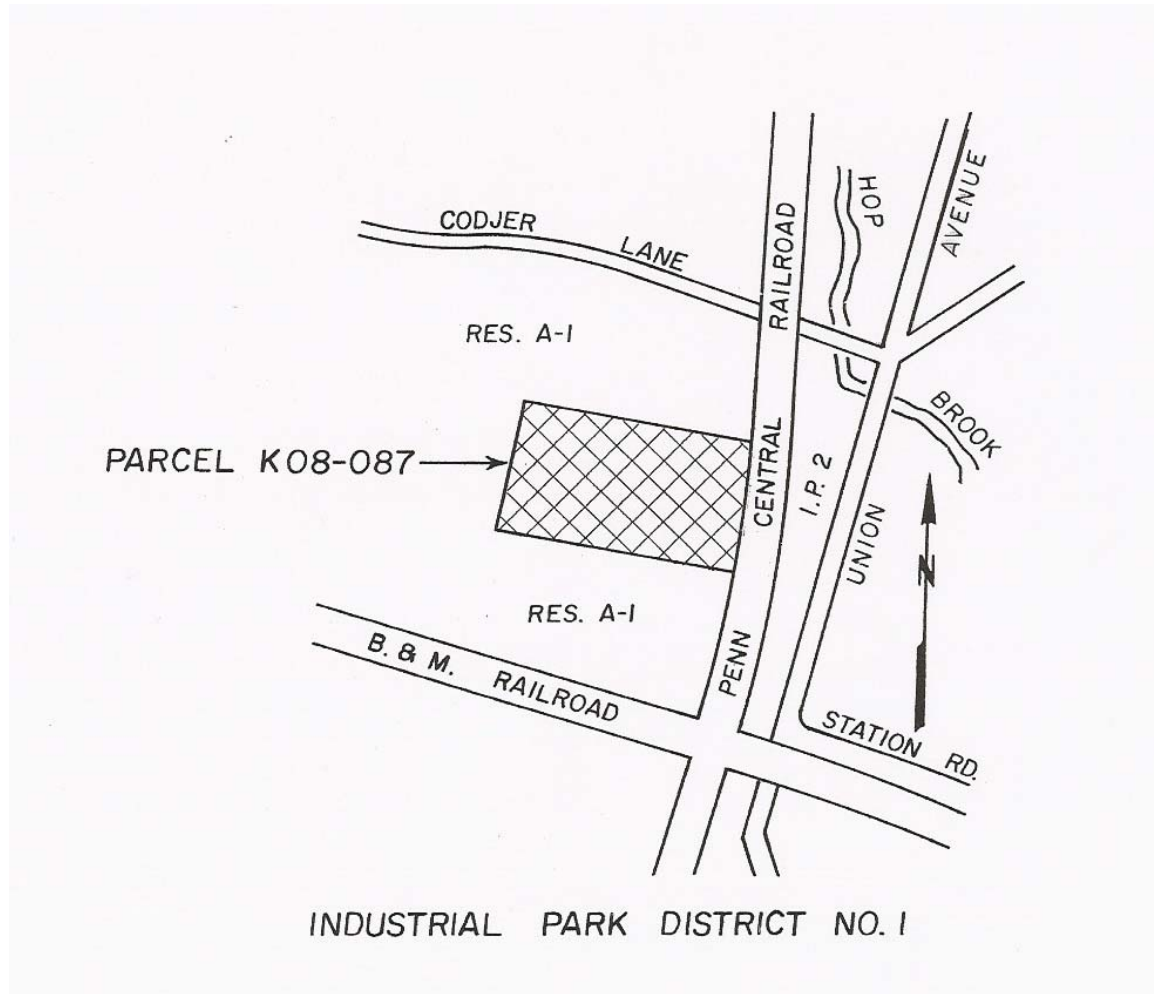 HOP
AVENUE
CODJER LANE
RAILROAD
RES. A-1
BROOK
PARCEL K08-087
CENTRAL
I.P. 2
UNION
N
RES. A-1
PENN
B. & M. RAILROAD
STATION RD.
INDUSTRIAL PARK DISTRICT NO. 1